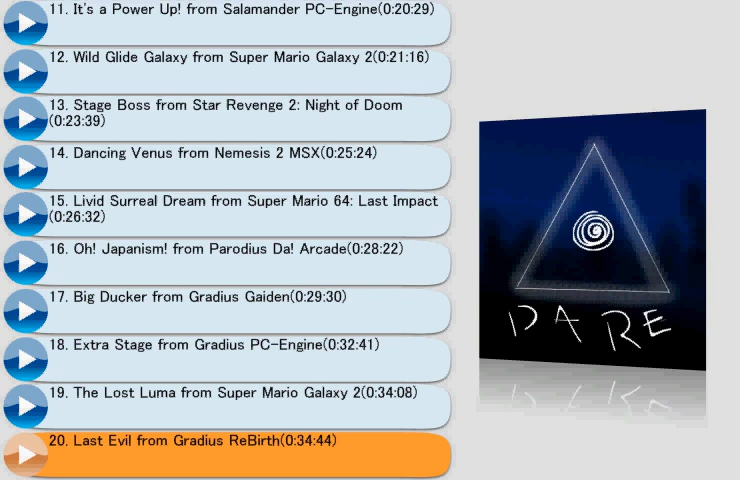 11. It's a Power Up! from Salamander PC-Engine(0:20:29)
12. Wild Glide Galaxy from Super Mario Galaxy 2(0:21:16)
13. Stage Boss from Star Revenge 2: Night of Doom
(0:23:39)
14. Dancing Venus from Nemesis 2 MSX(0:25:24)
15. Livid Surreal Dream from Super Mario 64: Last Impact
(0:26:32)
16. Oh! Japanism! from Parodius Da! Arcade(0:28:22)
17. Big Ducker from Gradius Gaiden(0:29:30)
18. Extra Stage from Gradius PC-Engine(0:32:41)
19. The Lost Luma from Super Mario Galaxy 2(0:34:08)
20. Last Evil from Gradius ReBirth(0:34:44)
DARE